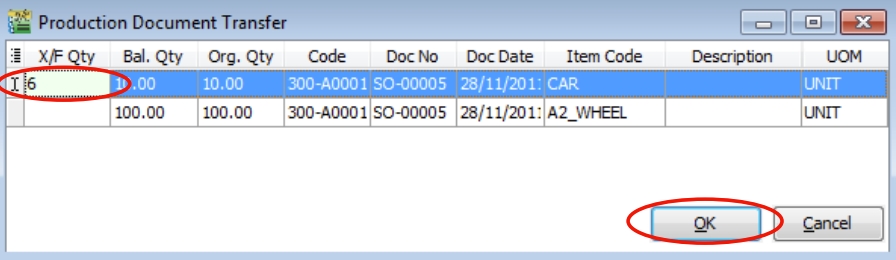 Production Document Transfer
X/F Qty Bal. Qty Org. Qty Code Doc No Doc Date Item Code Description UOM
6 10.00 10.00 300-A0001 SO-00005 28/11/201 CAR UNIT
100.00 100.00 300-A0001 SO-00005 28/11/201 A2_WHEEL UNIT
OK Cancel